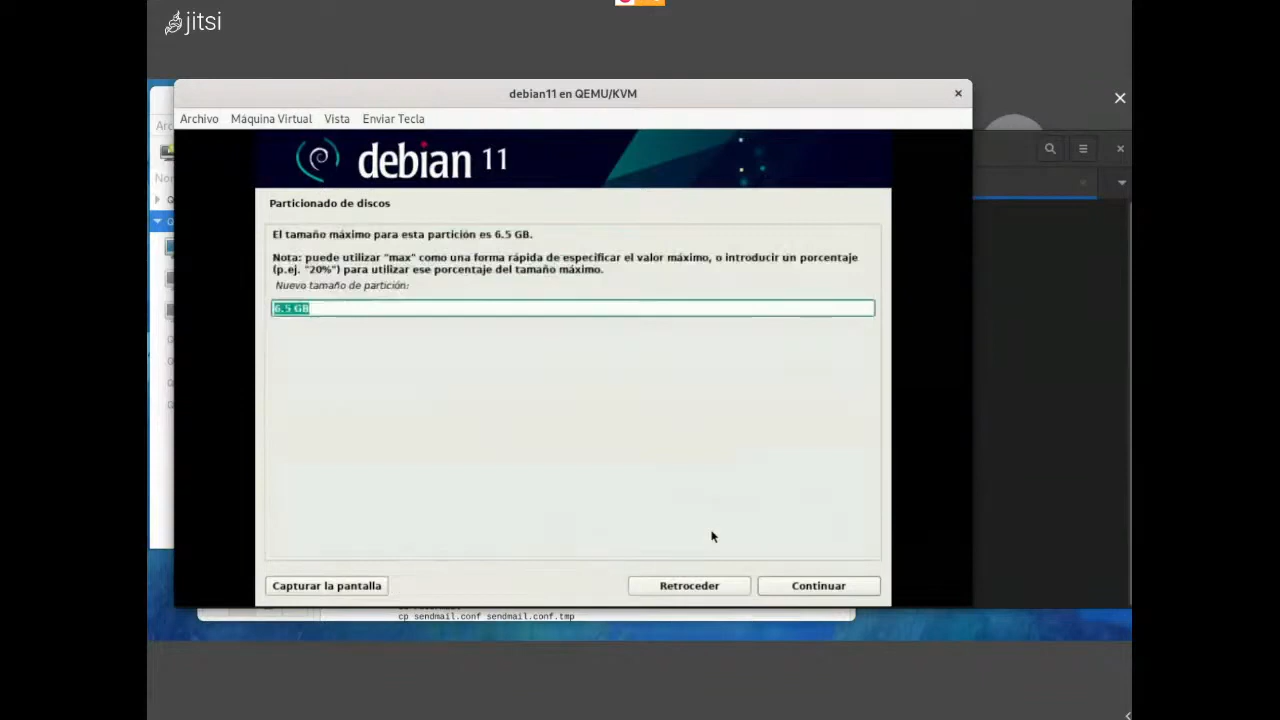 jitsi
debian11 en QEMU/KVM
Archivo Máquina Virtual Vista Enviar Tecla
debian 11
Particionado de discos
El tamaño máximo para esta partición es 6.5 GB.
Nota: puede utilizar "max" como una forma rápida de especificar el valor máximo, o introducir un porcentaje
(p.ej. "20%") para utilizar ese porcentaje del tamaño máximo.
Nuevo tamaño de partición:
6.5 GB
Capturar la pantalla Retroceder Continuar
cp sendmail.conf sendmail.conf.tmp